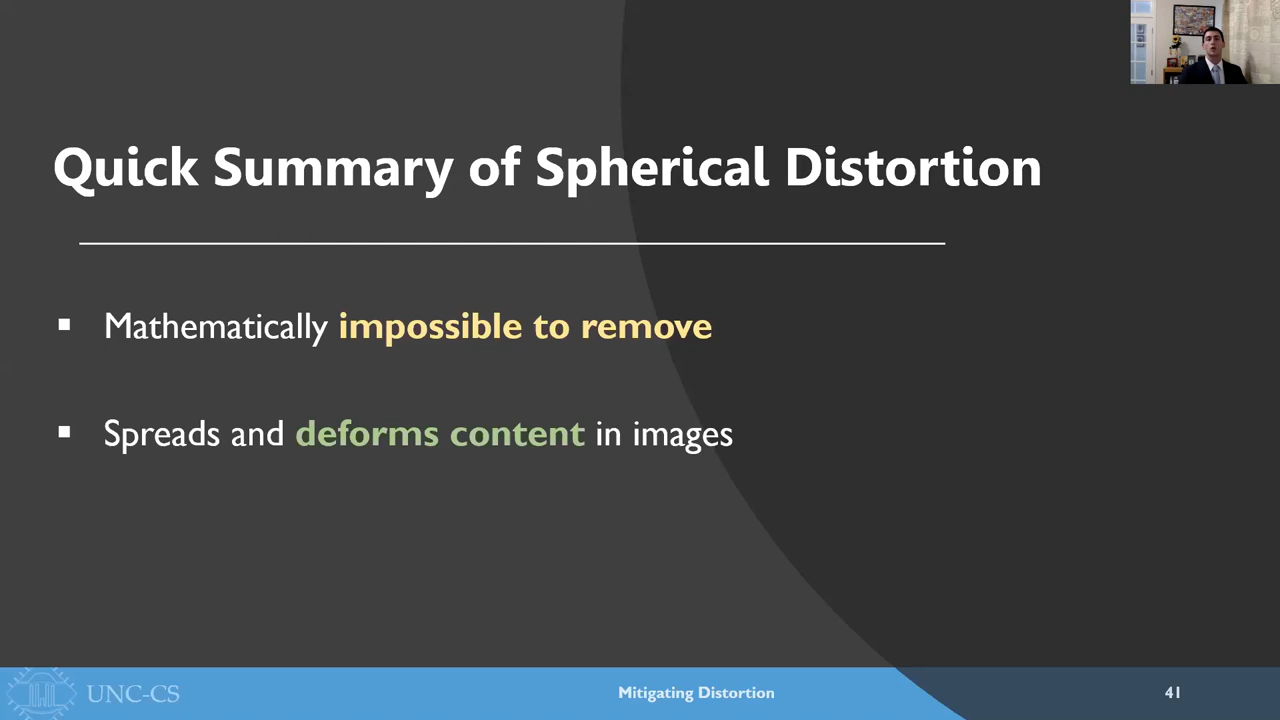 Quick Summary of Spherical Distortion
▪ Mathematically impossible to remove
▪ Spreads and deforms content in images
UNC-CS
Mitigating Distortion
41